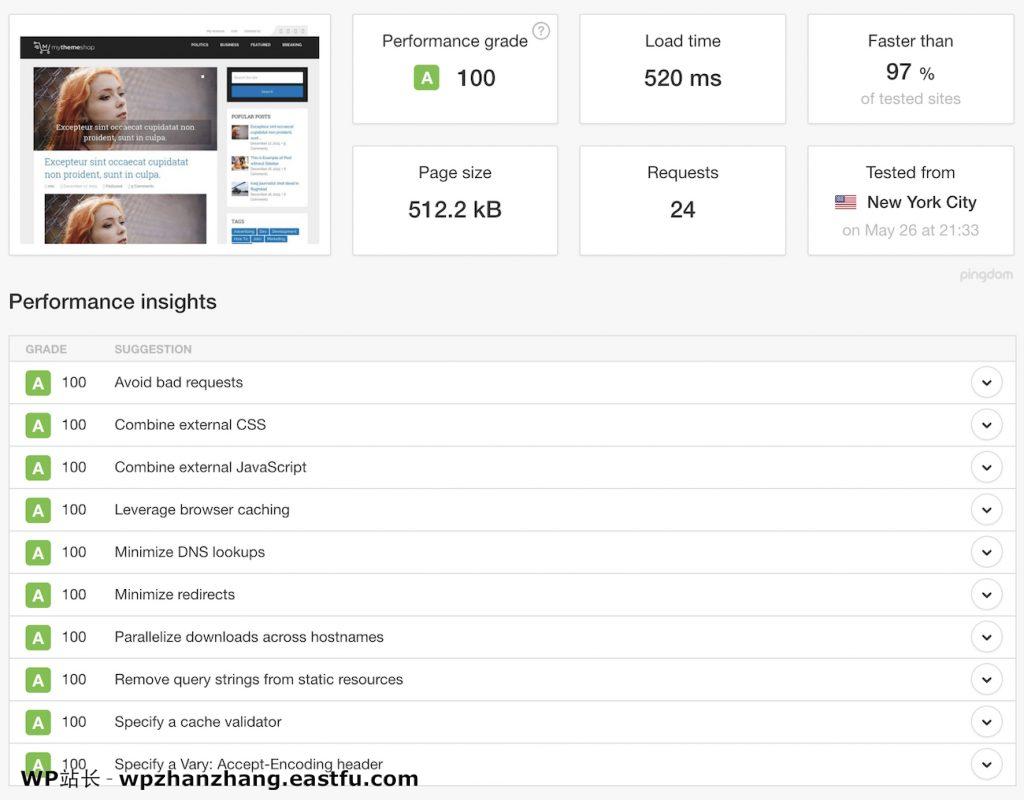 mythemeshop
POLITICS BUSINESS FEATURED BREAKING
Excepteur sint occaecat cupidatat non
proident, sunt in culpa.
Excepteur sint occaecat cupidatat
non proident, sunt in culpa.
Search
POPULAR POSTS
TAGS
Performance grade ?
A 100
Load time
520 ms
Faster than
97 %
of tested sites
Page size
512.2 kB
Requests
24
Tested from
New York City
on May 26 at 21:33
pingdom
Performance insights
GRADE SUGGESTION
A 100 Avoid bad requests
A 100 Combine external CSS
A 100 Combine external JavaScript
A 100 Leverage browser caching
A 100 Minimize DNS lookups
A 100 Minimize redirects
A 100 Parallelize downloads across hostnames
A 100 Remove query strings from static resources
A 100 Specify a cache validator
A 100 Specify a Vary: Accept-Encoding header
WP站长 - wpzhanzhang.eastfu.com